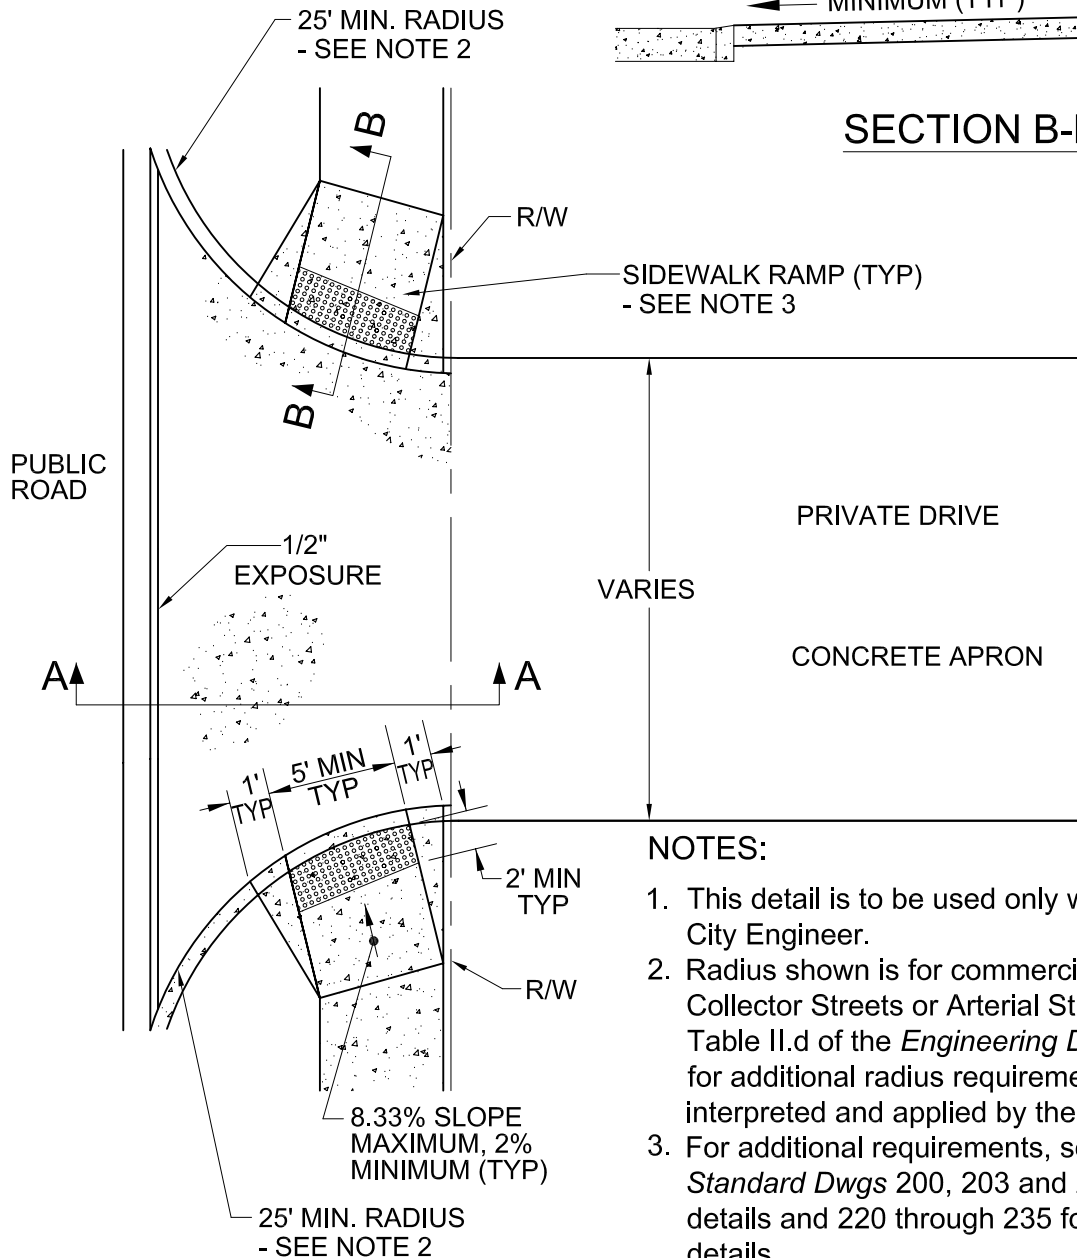 25' MIN. RADIUS
- SEE NOTE 2
MINIMUM (TYP)
SECTION B-
B
R/W
SIDEWALK RAMP (TYP)
- SEE NOTE 3
B
PUBLIC
ROAD
PRIVATE DRIVE
1/2"
EXPOSURE
VARIES
CONCRETE APRON
A
A
1'
TYP
5' MIN
TYP
1'
TYP
2' MIN
TYP
R/W
8.33% SLOPE
MAXIMUM, 2%
MINIMUM (TYP)
25' MIN. RADIUS
- SEE NOTE 2
NOTES:
1. This detail is to be used only
City Engineer.
2. Radius shown is for
Collector Streets or Arterial
Table II.d of the Engineering
for additional radius
interpreted and applied by the
3. For additional requirements,
Standard Dwgs 200, 203 and
details and 220 through 235
details